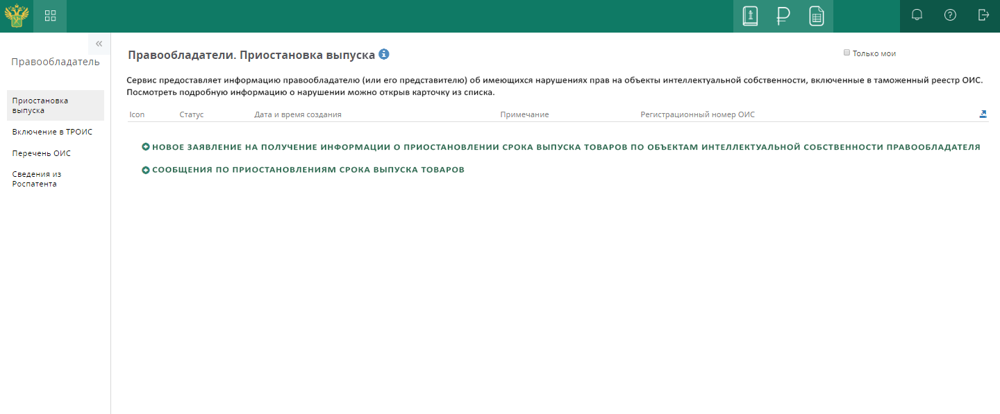 «
Правообладатель
Приостановка
выпуска
Включение в ТРОИС
Перечень ОИС
Сведения из
Роспатента
Правообладатели. Приостановка выпуска
Только мои
Сервис предоставляет информацию правообладателю (или его представителю) об имеющихся нарушениях прав на объекты интеллектуальной собственности, включенные в таможенный реестр ОИС.
Посмотреть подробную информацию о нарушении можно открыв карточку из списка.
Icon Статус Дата и время создания Примечание Регистрационный номер ОИС
НОВОЕ ЗАЯВЛЕНИЕ НА ПОЛУЧЕНИЕ ИНФОРМАЦИИ О ПРИОСТАНОВЛЕНИИ СРОКА ВЫПУСКА ТОВАРОВ ПО ОБЪЕКТАМ ИНТЕЛЛЕКТУАЛЬНОЙ СОБСТВЕННОСТИ ПРАВООБЛАДАТЕЛЯ
СООБЩЕНИЯ ПО ПРИОСТАНОВЛЕНИЯМ СРОКА ВЫПУСКА ТОВАРОВ